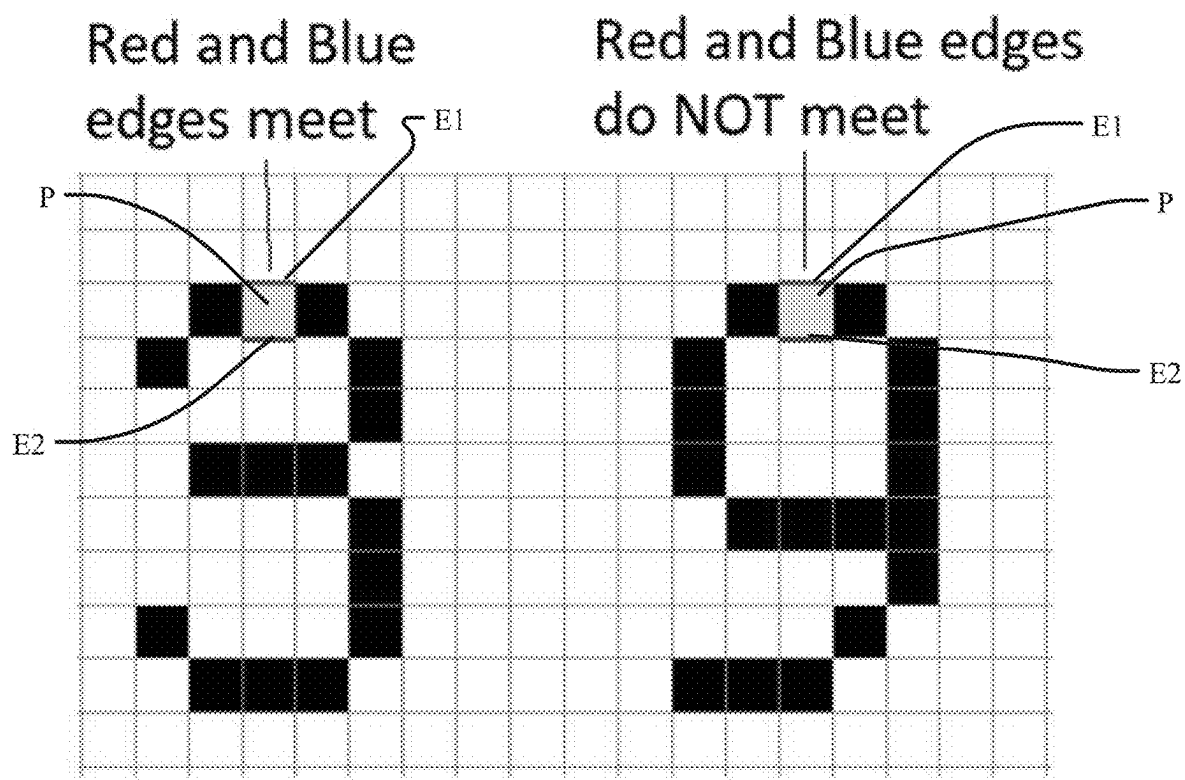 Red and Blue
edges meet
Red and Blue edges
do NOT meet
E1
E1
P
P
E2
E2